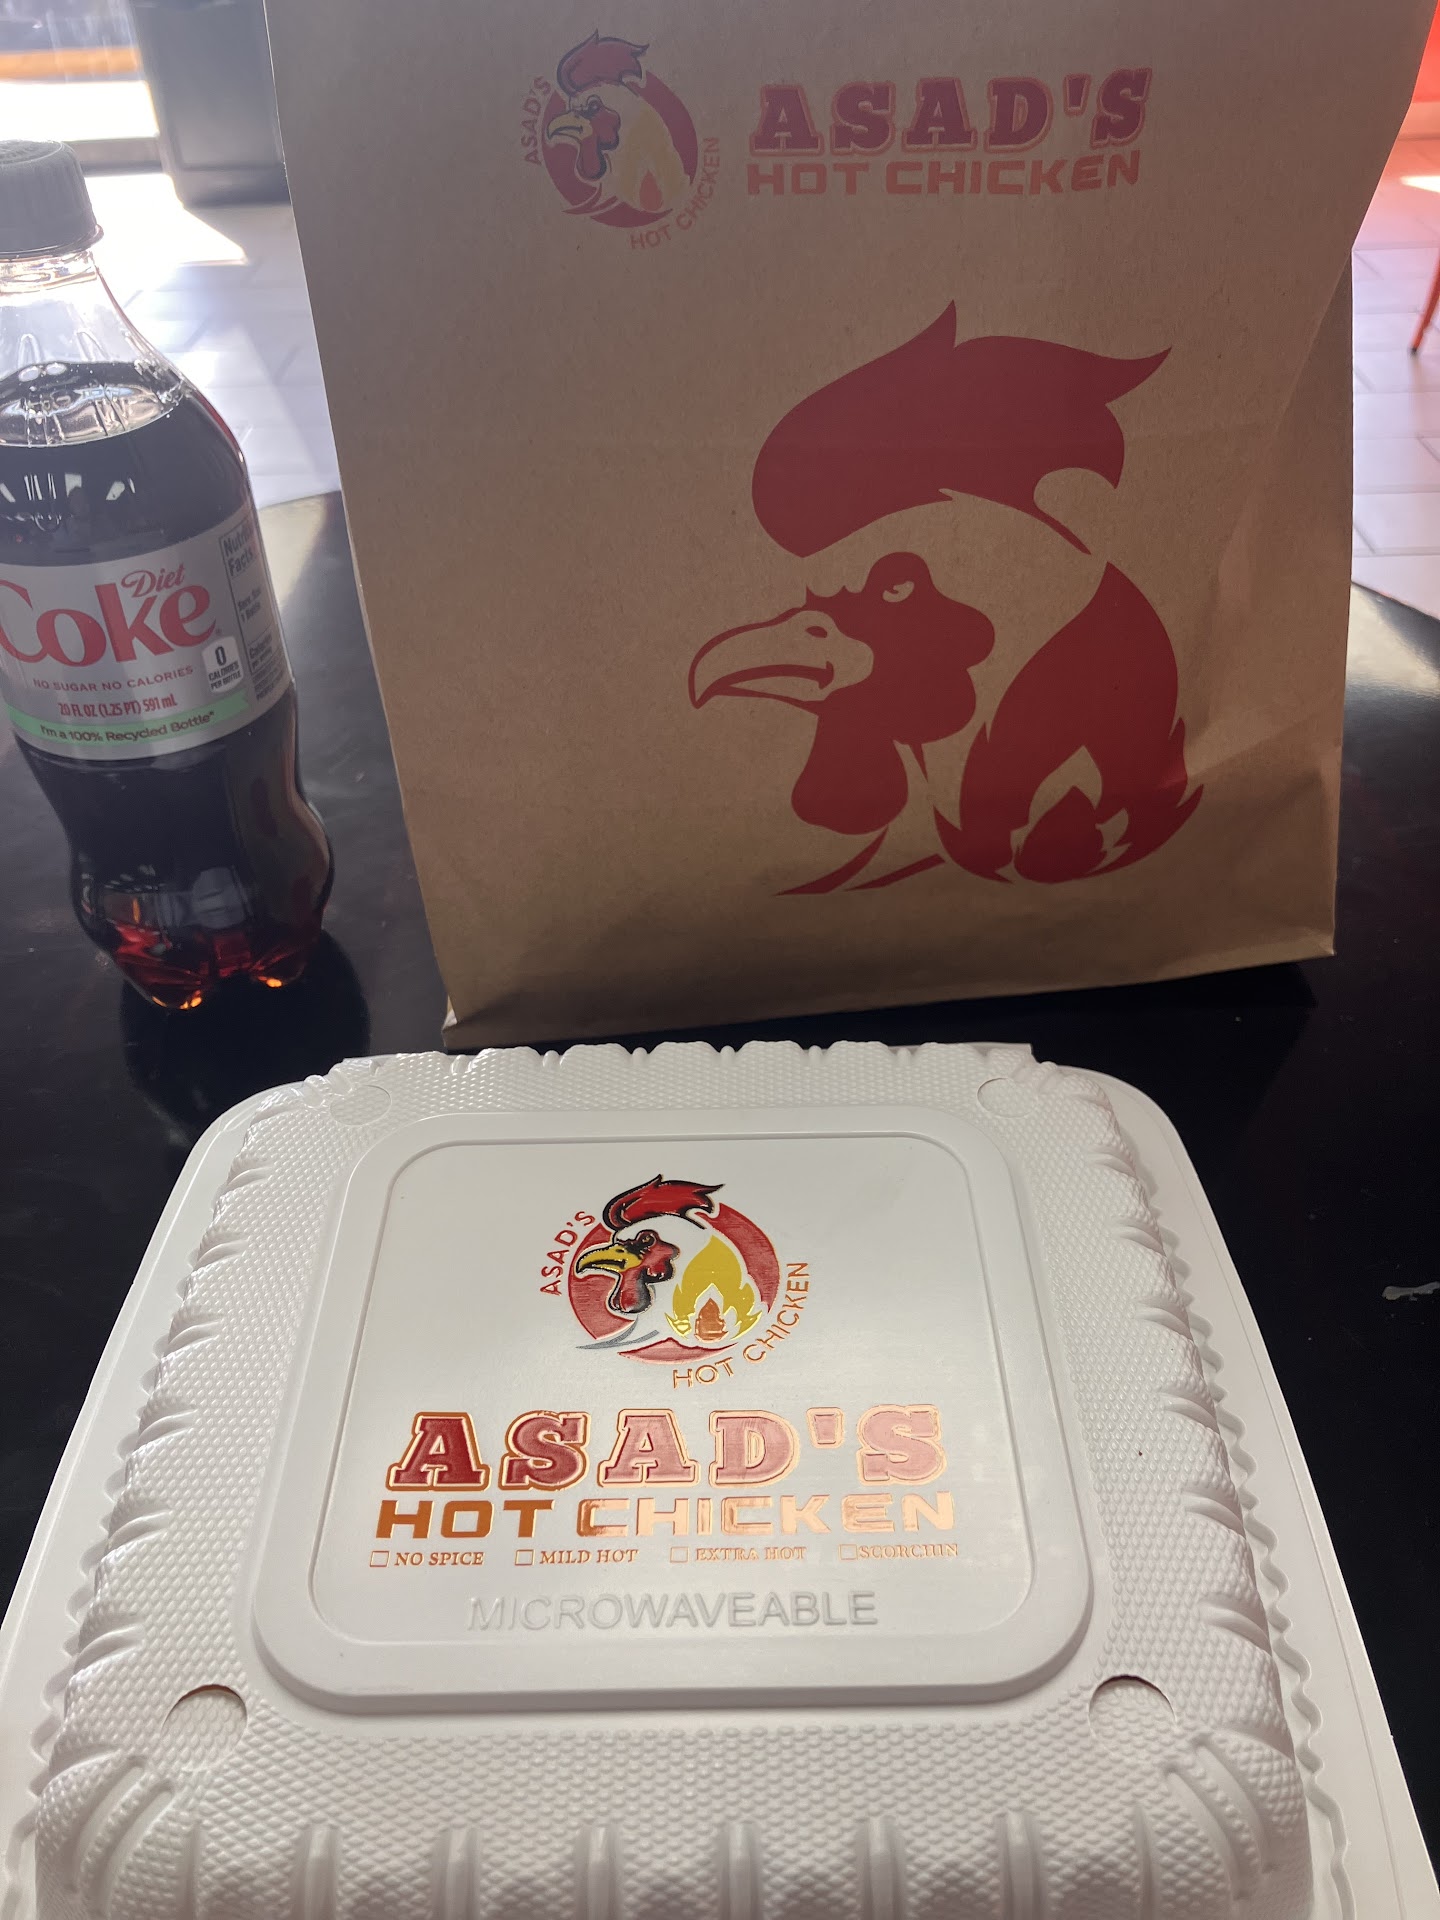 ASAD'S
HOT CHICKEN
ASAD'S
HOT CHICKEN
Diet
Coke
NO SUGAR NO CALORIES
20 FL OZ (1.25 PT) 591 mL
I'm a 100% Recycled Bottle*
0
CALORIES
PER BOTTLE
Facts
ASAD'S
HOT CHICKEN
ASAD'S
HOT CHICKEN
NO SPICE MILD HOT EXTRA HOT SCORCHIN
MICROWAVEABLE